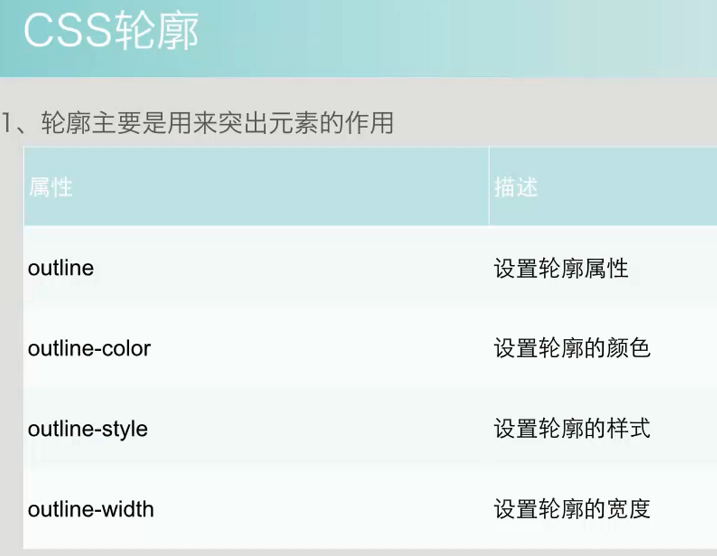 CSS轮廓
1、轮廓主要是用来突出元素的作用
属性 描述
outline 设置轮廓属性
outline-color 设置轮廓的颜色
outline-style 设置轮廓的样式
outline-width 设置轮廓的宽度